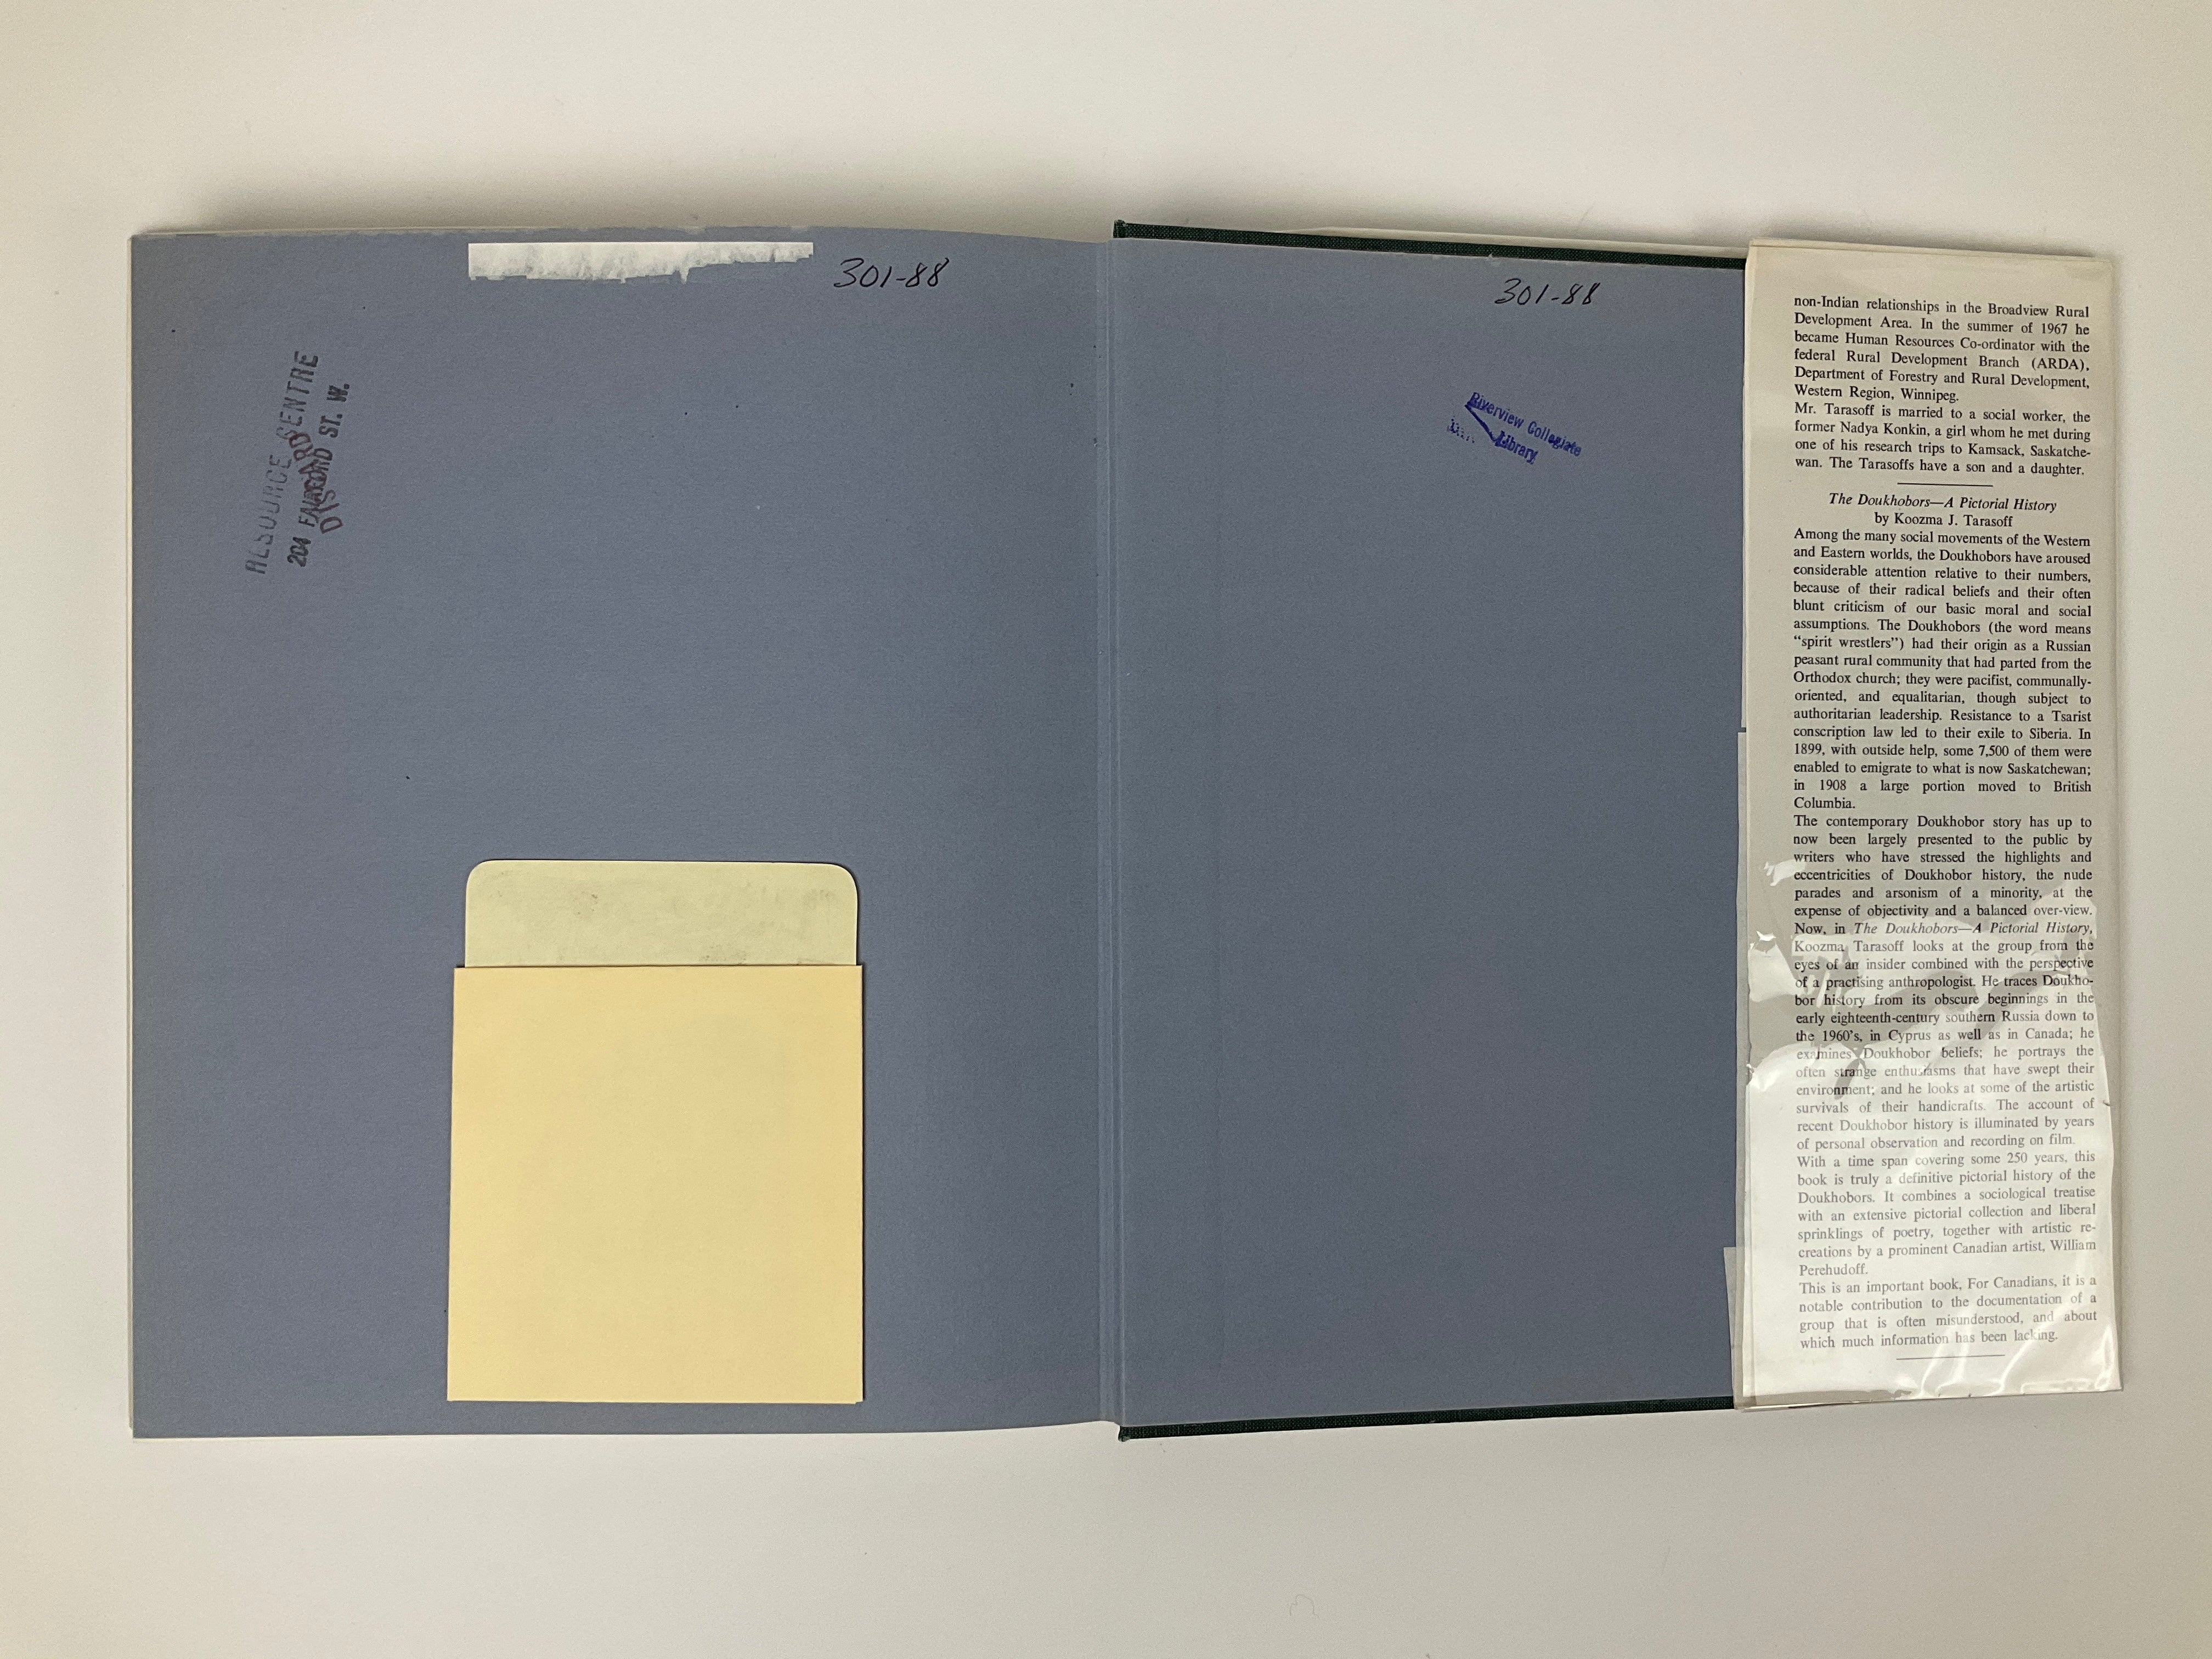 301-88
RESOURCE CENTRE
204 FAIRFORD ST. W.
DISCARD
301-88
Riverview Collegiate
Library
non-Indian relationships in the Broadview Rural
Development Area. In the summer of 1967 he
became Human Resources Co-ordinator with the
federal Rural Development Branch (ARDA),
Department of Forestry and Rural Development,
Western Region, Winnipeg.
Mr. Tarasoff is married to a social worker, the
former Nadya Konkin, a girl whom he met during
one of his research trips to Kamsack, Saskatche-
wan. The Tarasoffs have a son and a daughter.
The Doukhobors—A Pictorial History
by Koozma J. Tarasoff
Among the many social movements of the Western
and Eastern worlds, the Doukhobors have aroused
considerable attention relative to their numbers,
because of their radical beliefs and their often
blunt criticism of our basic moral and social
assumptions. The Doukhobors (the word means
“spirit wrestlers”) had their origin as a Russian
peasant rural community that had parted from the
Orthodox church; they were pacifist, communally-
oriented, and equalitarian, though subject to
authoritarian leadership. Resistance to a Tsarist
conscription law led to their exile to Siberia. In
1899, with outside help, some 7,500 of them were
enabled to emigrate to what is now Saskatchewan;
in 1908 a large portion moved to British
Columbia.
The contemporary Doukhobor story has up to
now been largely presented to the public by
writers who have stressed the highlights and
eccentricities of Doukhobor history, the nude
parades and arsonism of a minority, at the
expense of objectivity and a balanced over-view.
Now, in The Doukhobors—A Pictorial History,
Koozma Tarasoff looks at the group from the
eyes of an insider combined with the perspective
of a practising anthropologist. He traces Doukho-
bor history from its obscure beginnings in the
early eighteenth-century southern Russia down to
the 1960's, in Cyprus as well as in Canada; he
examines Doukhobor beliefs; he portrays the
often strange enthusiasms that have swept their
environment; and he looks at some of the artistic
survivals of their handicrafts. The account of
recent Doukhobor history is illuminated by years
of personal observation and recording on film.
With a time span covering some 250 years, this
book is truly a definitive pictorial history of the
Doukhobors. It combines a sociological treatise
with an extensive pictorial collection and liberal
sprinklings of poetry, together with artistic re-
creations by a prominent Canadian artist, William
Perehudoff.
This is an important book, For Canadians, it is a
notable contribution to the documentation of a
group that is often misunderstood, and about
which much information has been lacking.